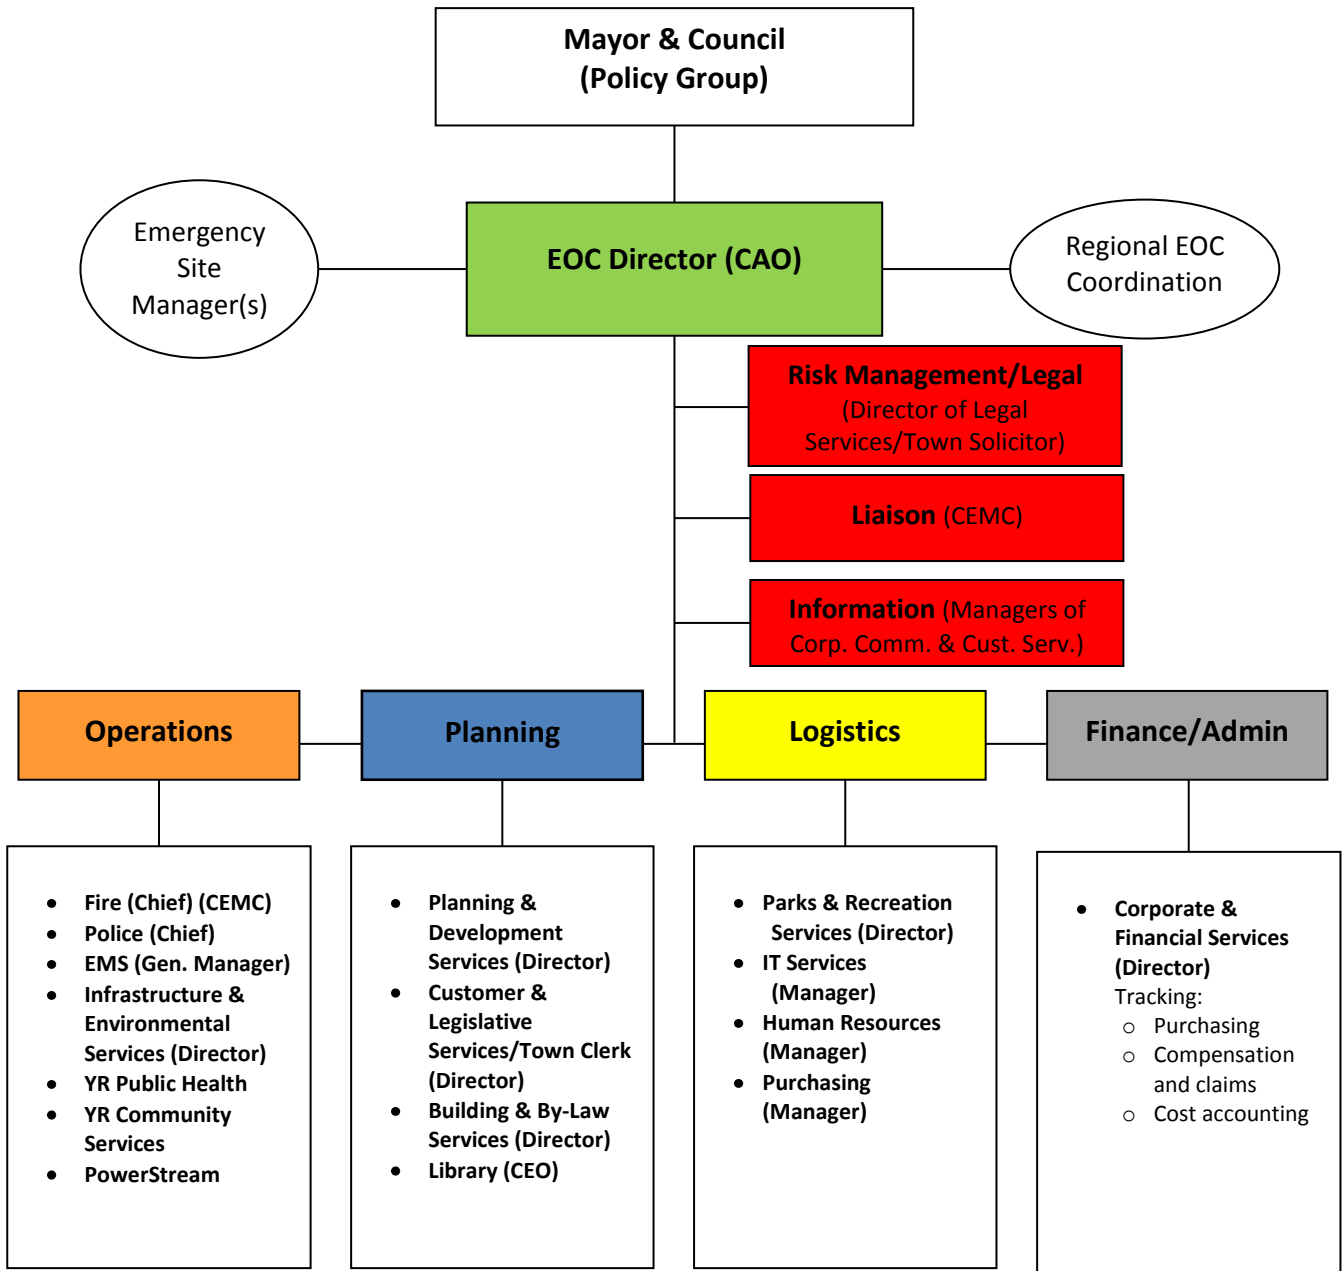 Mayor & Council
(Policy Group)
Emergency
Site
Manager(s)
EOC Director (CAO)
Regional EOC
Coordination
Risk Management/Legal
(Director of Legal
Services/Town Solicitor)
Liaison (CEMC)
Information (Managers of
Corp. Comm. & Cust. Serv.)
Operations
Planning
Logistics
Finance/Admin
• Fire (Chief) (CEMC)
• Police (Chief)
• EMS (Gen. Manager)
• Infrastructure &
Environmental
Services (Director)
• YR Public Health
• YR Community
Services
• PowerStream
• Planning &
Development
Services (Director)
• Customer &
Legislative
Services/Town Clerk
(Director)
• Building & By-Law
Services (Director)
• Library (CEO)
• Parks & Recreation
Services (Director)
• IT Services
(Manager)
• Human Resources
(Manager)
• Purchasing
(Manager)
• Corporate &
Financial Services
(Director)
Tracking:
o Purchasing
o Compensation
and claims
o Cost accounting